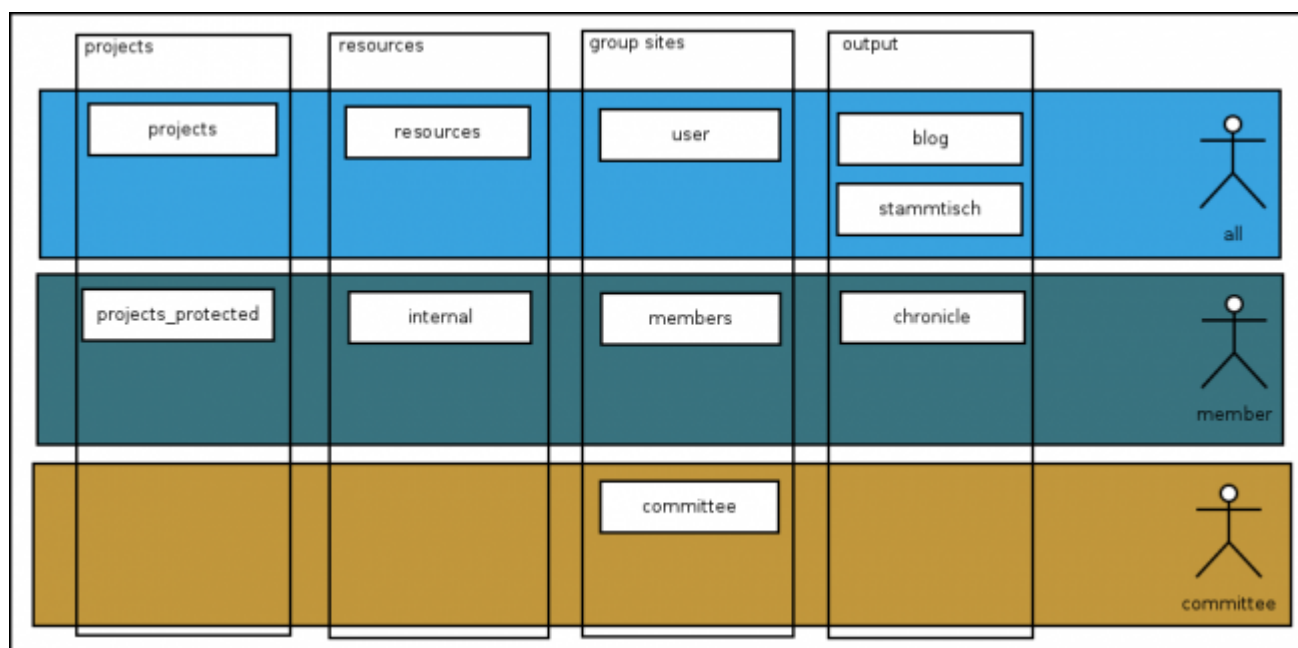 projects
resources
group sites
output
projects
resources
user
blog
stammtisch
all
projects_protected
internal
members
chronicle
member
committee
committee